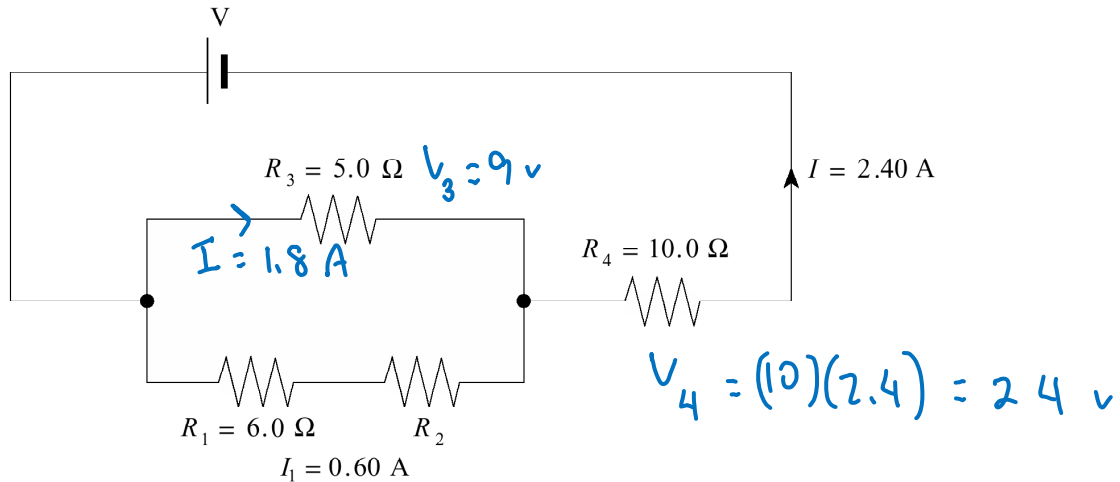 V
R₃ = 5.0 Ω V₃ = 9 v
I = 2.40 A
I = 1.8 A
R₄ = 10.0 Ω
V₄ = (10)(2.4) = 24 v
R₁ = 6.0 Ω R₂
I₁ = 0.60 A